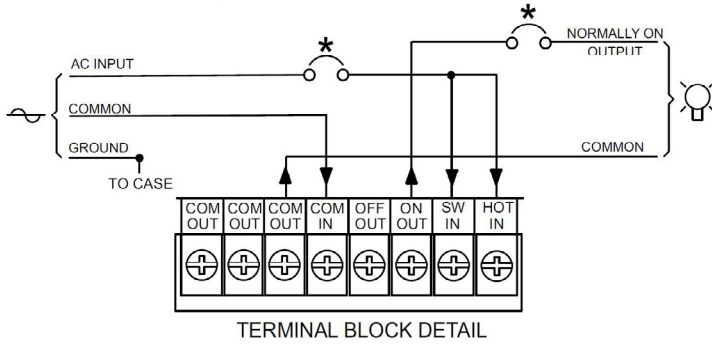 *
*
NORMALLY ON
OUTPUT
AC INPUT
COMMON
GROUND
COMMON
TO CASE
COM OUT
COM OUT
COM OUT
COM IN
OFF OUT
ON OUT
SW IN
HOT IN
TERMINAL BLOCK DETAIL